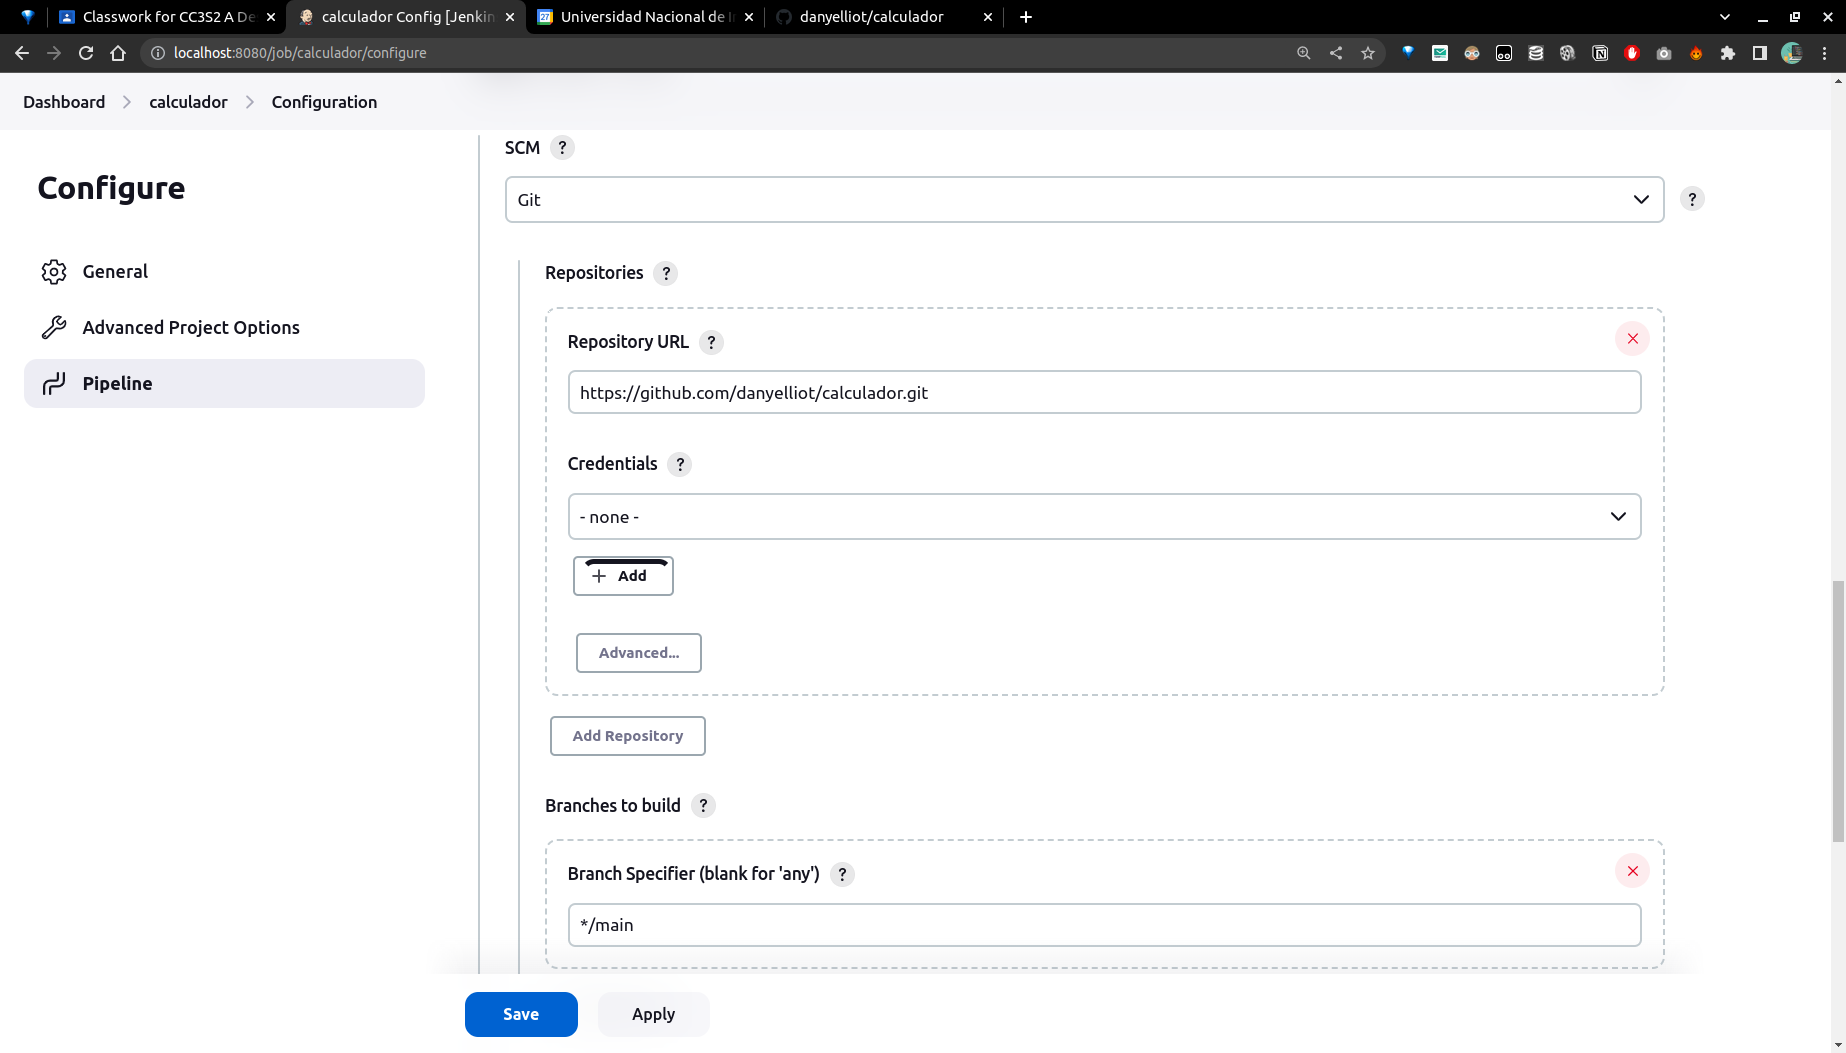 Classwork for CC3S2 A De
calculador Config [Jenkin
Universidad Nacional de I
danyelliot/calculador
localhost:8080/job/calculador/configure
Dashboard
calculador
Configuration
Configure
General
Advanced Project Options
Pipeline
SCM ?
Git
?
Repositories ?
Repository URL ?
https://github.com/danyelliot/calculador.git
Credentials ?
- none -
+ Add
Advanced...
Add Repository
Branches to build ?
Branch Specifier (blank for 'any') ?
*/main
Save
Apply